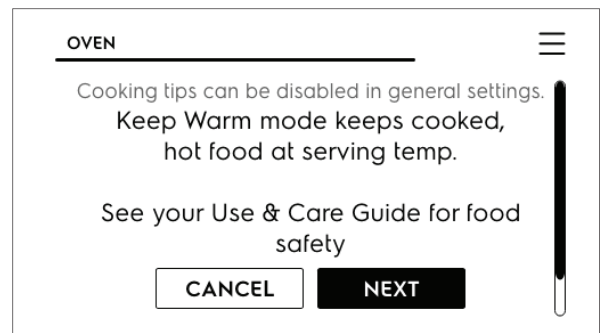 OVEN
Cooking tips can be disabled in general settings.
Keep Warm mode keeps cooked,
hot food at serving temp.
See your Use & Care Guide for food
safety
CANCEL NEXT